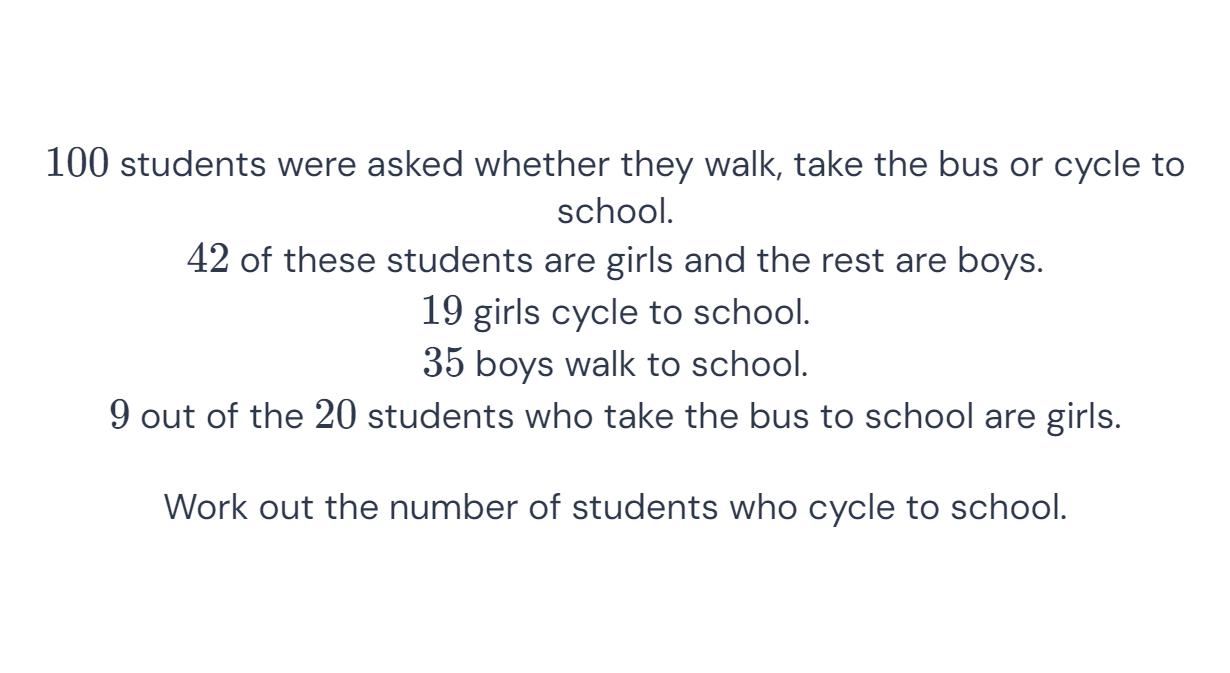 100 students were asked whether they walk, take the bus or cycle to
school.
42 of these students are girls and the rest are boys.
19 girls cycle to school.
35 boys walk to school.
9 out of the 20 students who take the bus to school are girls.
Work out the number of students who cycle to school.